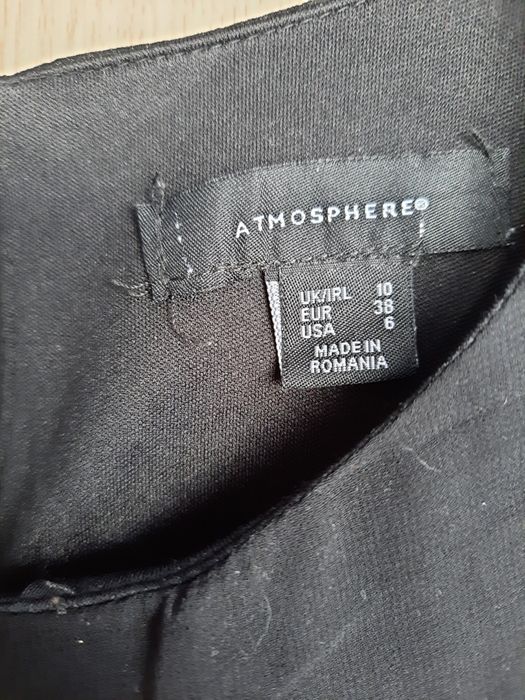 ATMOSPHERE®
UK/IRL 10
EUR 38
USA 6
MADE IN
ROMANIA